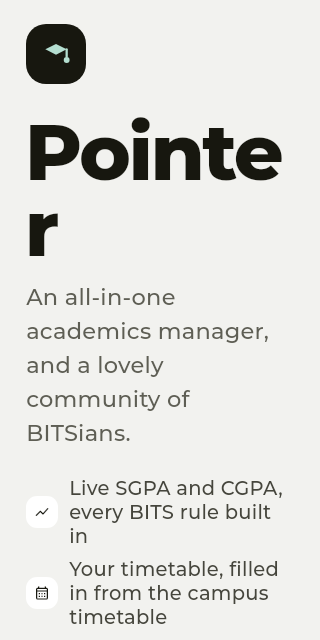 Pointe
r
An all-in-one
academics manager,
and a lovely
community of
BITSians.
Live SGPA and CGPA,
every BITS rule built
in
Your timetable, filled
in from the campus
timetable